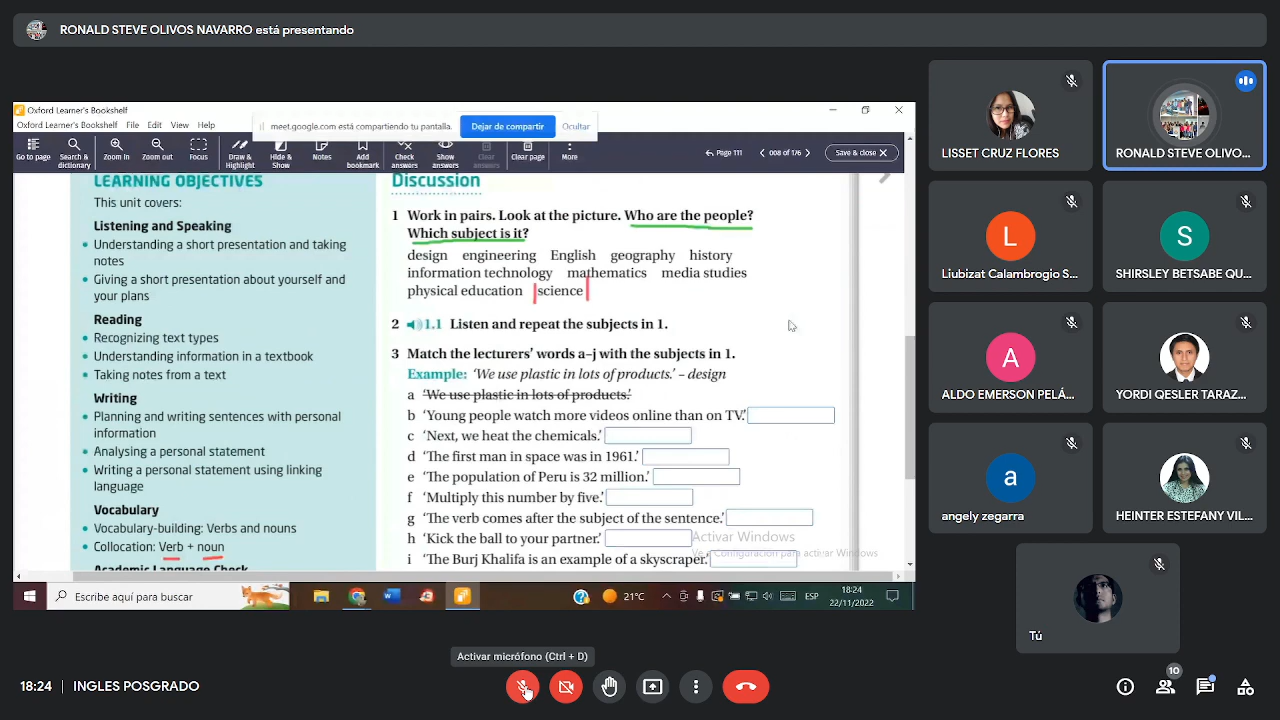 RONALD STEVE OLIVOS NAVARRO está presentando
Oxford Learner's Bookshelf
Oxford Learner's Bookshelf File Edit View Help
meet.google.com está compartiendo tu pantalla. Dejar de compartir Ocultar
Go to page
Search & dictionary
Zoom In
Zoom out
Focus
Draw & Highlight
Hide & Show
Notes
Add bookmark
Check answers
Show answers
Clear answers
Clear page
More
Page 111
008 of 176
Save & close
LEARNING OBJECTIVES
This unit covers:
Listening and Speaking
• Understanding a short presentation and taking
notes
• Giving a short presentation about yourself and
your plans
Reading
• Recognizing text types
• Understanding information in a textbook
• Taking notes from a text
Writing
• Planning and writing sentences with personal
information
• Analysing a personal statement
• Writing a personal statement using linking
language
Vocabulary
• Vocabulary-building: Verbs and nouns
• Collocation: Verb + noun
Academic Language Check
Discussion
1 Work in pairs. Look at the picture. Who are the people?
Which subject is it?
design engineering English geography history
information technology mathematics media studies
physical education science
2 1.1 Listen and repeat the subjects in 1.
3 Match the lecturers' words a–j with the subjects in 1.
Example: 'We use plastic in lots of products.' – design
a 'We use plastic in lots of products.'
b 'Young people watch more videos online than on TV.'
c 'Next, we heat the chemicals.'
d 'The first man in space was in 1961.'
e 'The population of Peru is 32 million.'
f 'Multiply this number by five.'
g 'The verb comes after the subject of the sentence.'
h 'Kick the ball to your partner.'
i 'The Burj Khalifa is an example of a skyscraper.'
Activar Windows
Ve a Configuración para activar Windows
Escribe aquí para buscar
21°C
ESP
18:24
22/11/2022
LISSET CRUZ FLORES
RONALD STEVE OLIVO...
L
Liubizat Calambrogio S...
S
SHIRSLEY BETSABE QU...
A
ALDO EMERSON PELÁ...
YORDI QESLER TARAZ...
a
angely zegarra
HEINTER ESTEFANY VIL...
Tú
Activar micrófono (Ctrl + D)
18:24 | INGLES POSGRADO
10